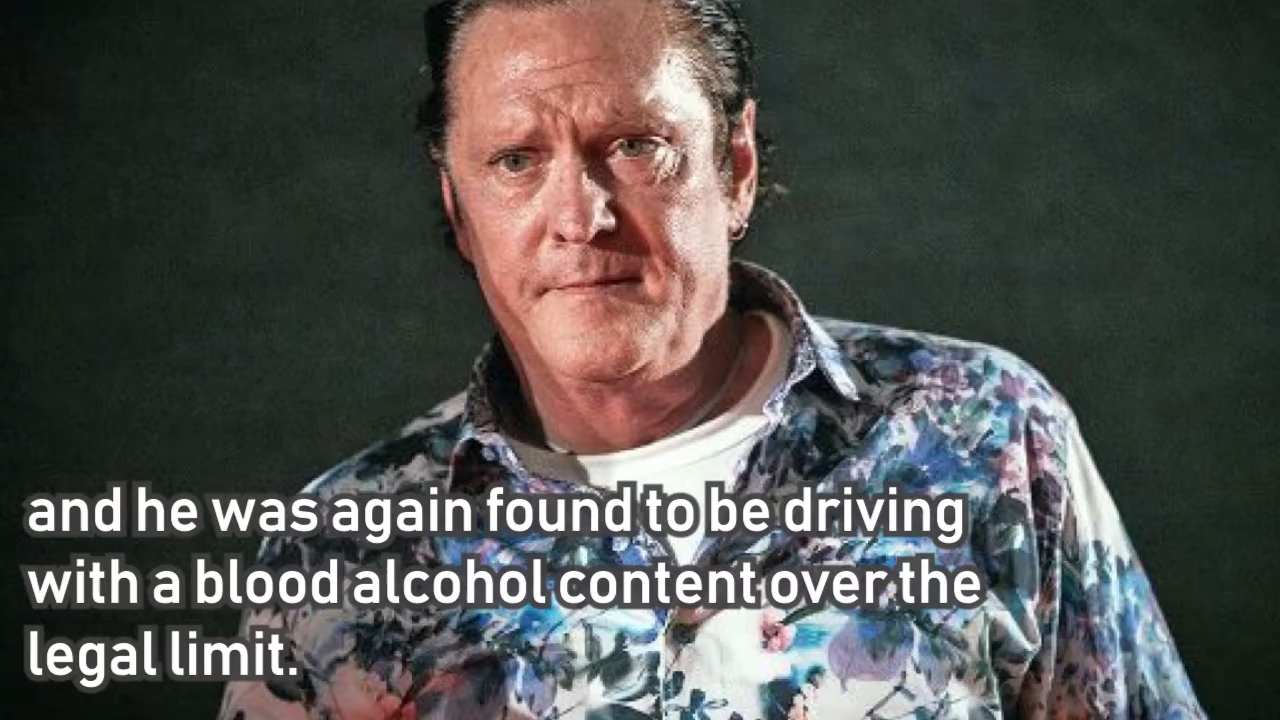 and he was again found to be driving
with a blood alcohol content over the
legal limit.